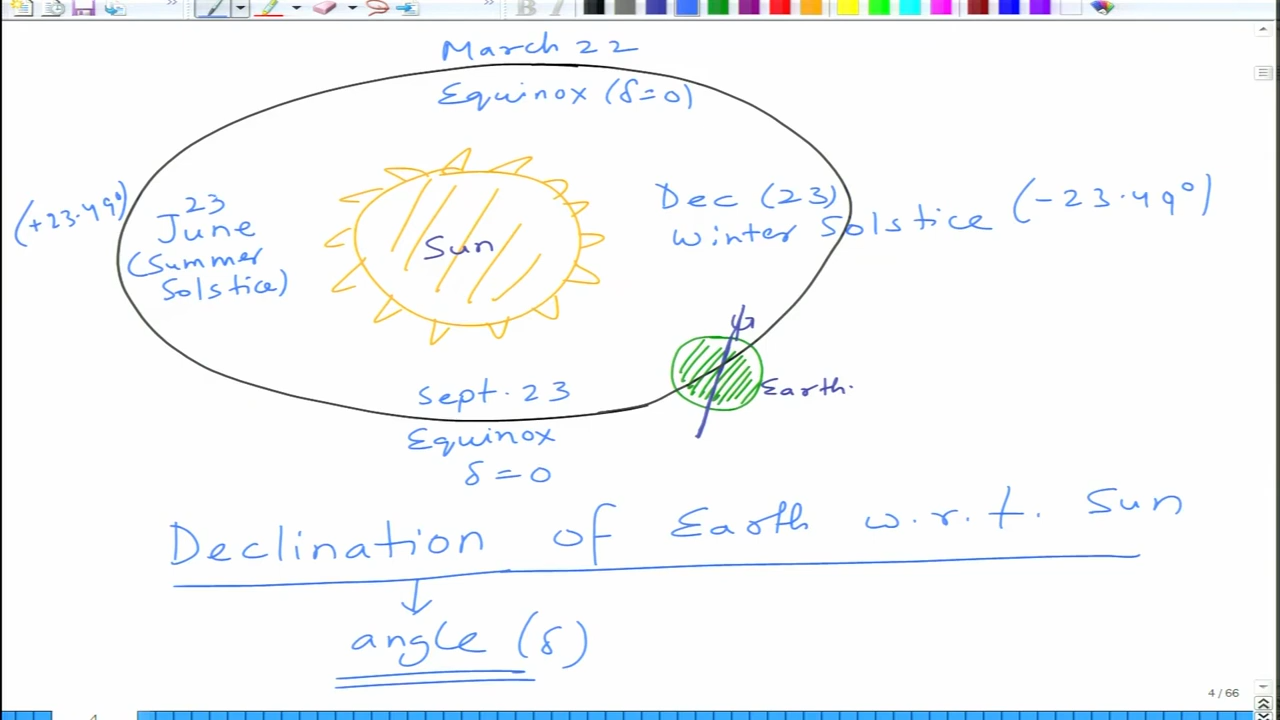 March 22
Equinox (δ=0)
(+23.49°)
23
June
(Summer
Solstice)
Sun
Dec (23)
Winter Solstice (-23.49°)
Earth.
Sept. 23
Equinox
δ=0
Declination of Earth w.r.t. Sun
angle (δ)
4 / 66
4